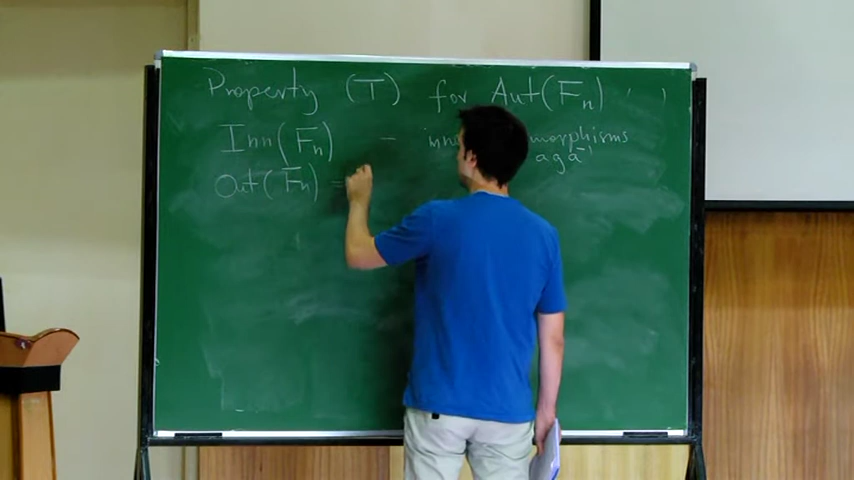 Property (T) for Aut(Fₙ)
Inn(Fₙ) - inn morphisms
aga⁻¹
Out(Fₙ) =